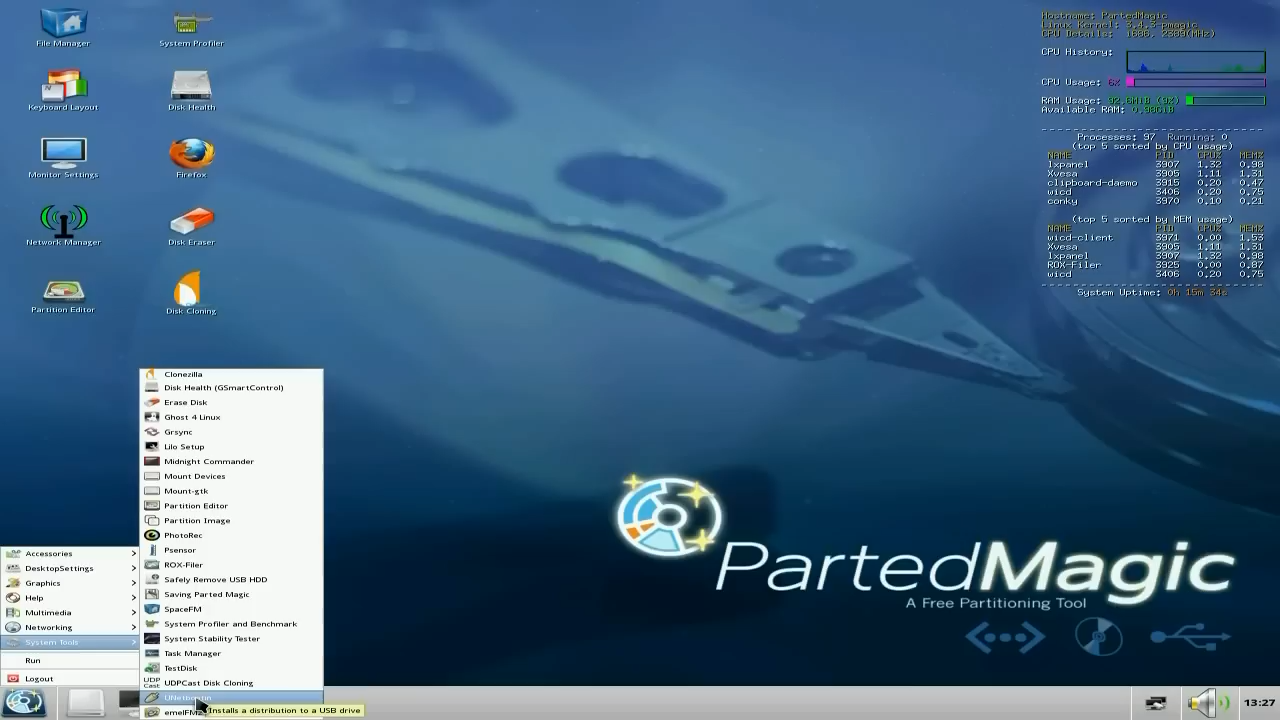 File Manager
System Profiler
Keyboard Layout
Disk Health
Monitor Settings
Firefox
Network Manager
Disk Eraser
Partition Editor
Disk Cloning
Hostname: PartedMagic
Linux Kernel: 3.4.3-pmagic
CPU Details: i686, 2589(MHz)
CPU History:
CPU Usage: 6%
RAM Usage: 92.6MiB (9%)
Available RAM: 0.98GiB
Processes: 97 Running: 0
(top 5 sorted by CPU usage)
NAME PID CPU% MEM%
lxpanel 3907 1.32 0.98
Xvesa 3905 1.11 1.31
clipboard-daemo 3915 0.20 0.47
wicd 3406 0.20 0.75
conky 3970 0.10 0.21
(top 5 sorted by MEM usage)
NAME PID CPU% MEM%
wicd-client 3971 0.00 1.53
Xvesa 3905 1.11 1.31
lxpanel 3907 1.32 0.98
ROX-Filer 3925 0.00 0.87
wicd 3406 0.20 0.75
System Uptime: 0h 15m 34s
Clonezilla
Disk Health (GSmartControl)
Erase Disk
Ghost 4 Linux
Grsync
Lilo Setup
Midnight Commander
Mount Devices
Mount-gtk
Partition Editor
Partition Image
PhotoRec
Psensor
ROX-Filer
Safely Remove USB HDD
Saving Parted Magic
SpaceFM
System Profiler and Benchmark
System Stability Tester
Task Manager
TestDisk
UDPCast Disk Cloning
UNetbootin
emelFM2
Installs a distribution to a USB drive
Accessories
DesktopSettings
Graphics
Help
Multimedia
Networking
System Tools
Run
Logout
PartedMagic
A Free Partitioning Tool
13:27